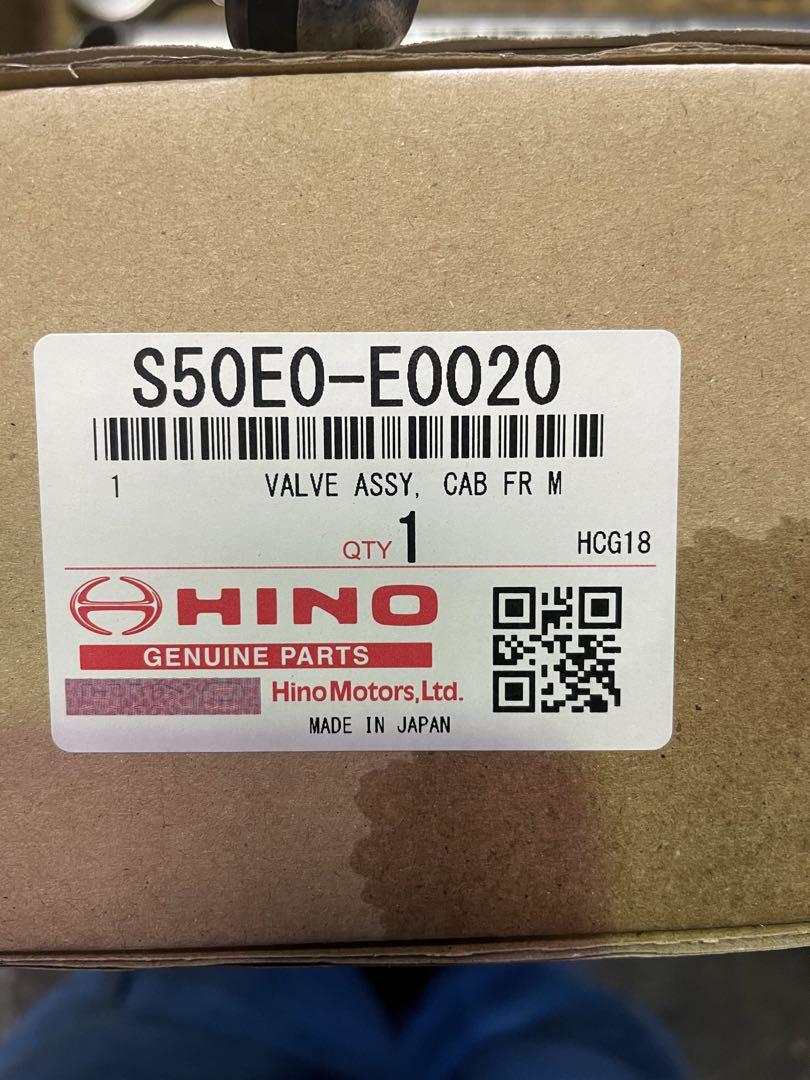 S50E0-E0020
1 VALVE ASSY, CAB FR M
QTY 1 HCG18
HINO
GENUINE PARTS
Hino Motors,Ltd.
MADE IN JAPAN